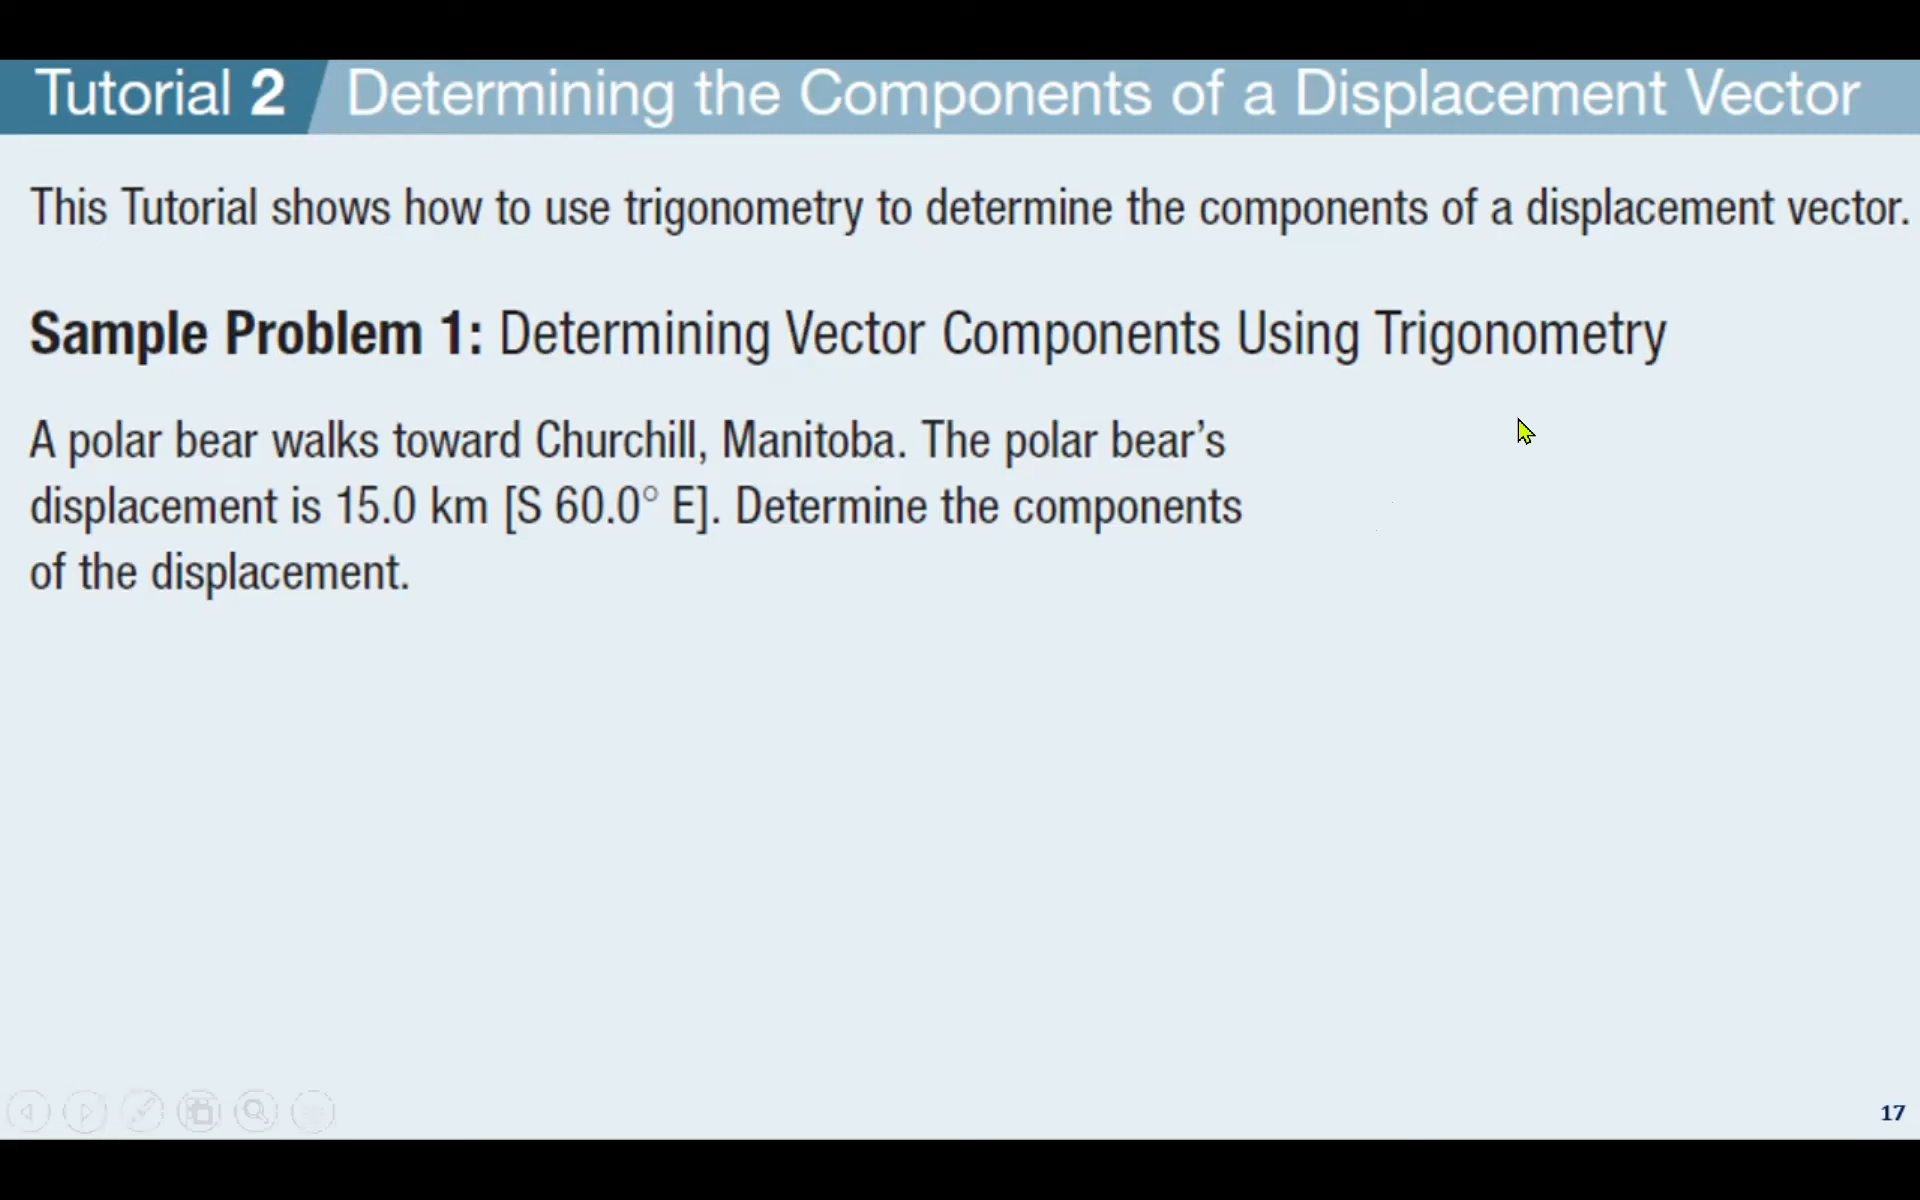 Tutorial 2 Determining the Components of a Displacement Vector
This Tutorial shows how to use trigonometry to determine the components of a displacement vector.
Sample Problem 1: Determining Vector Components Using Trigonometry
A polar bear walks toward Churchill, Manitoba. The polar bear’s
displacement is 15.0 km [S 60.0° E]. Determine the components
of the displacement.
17